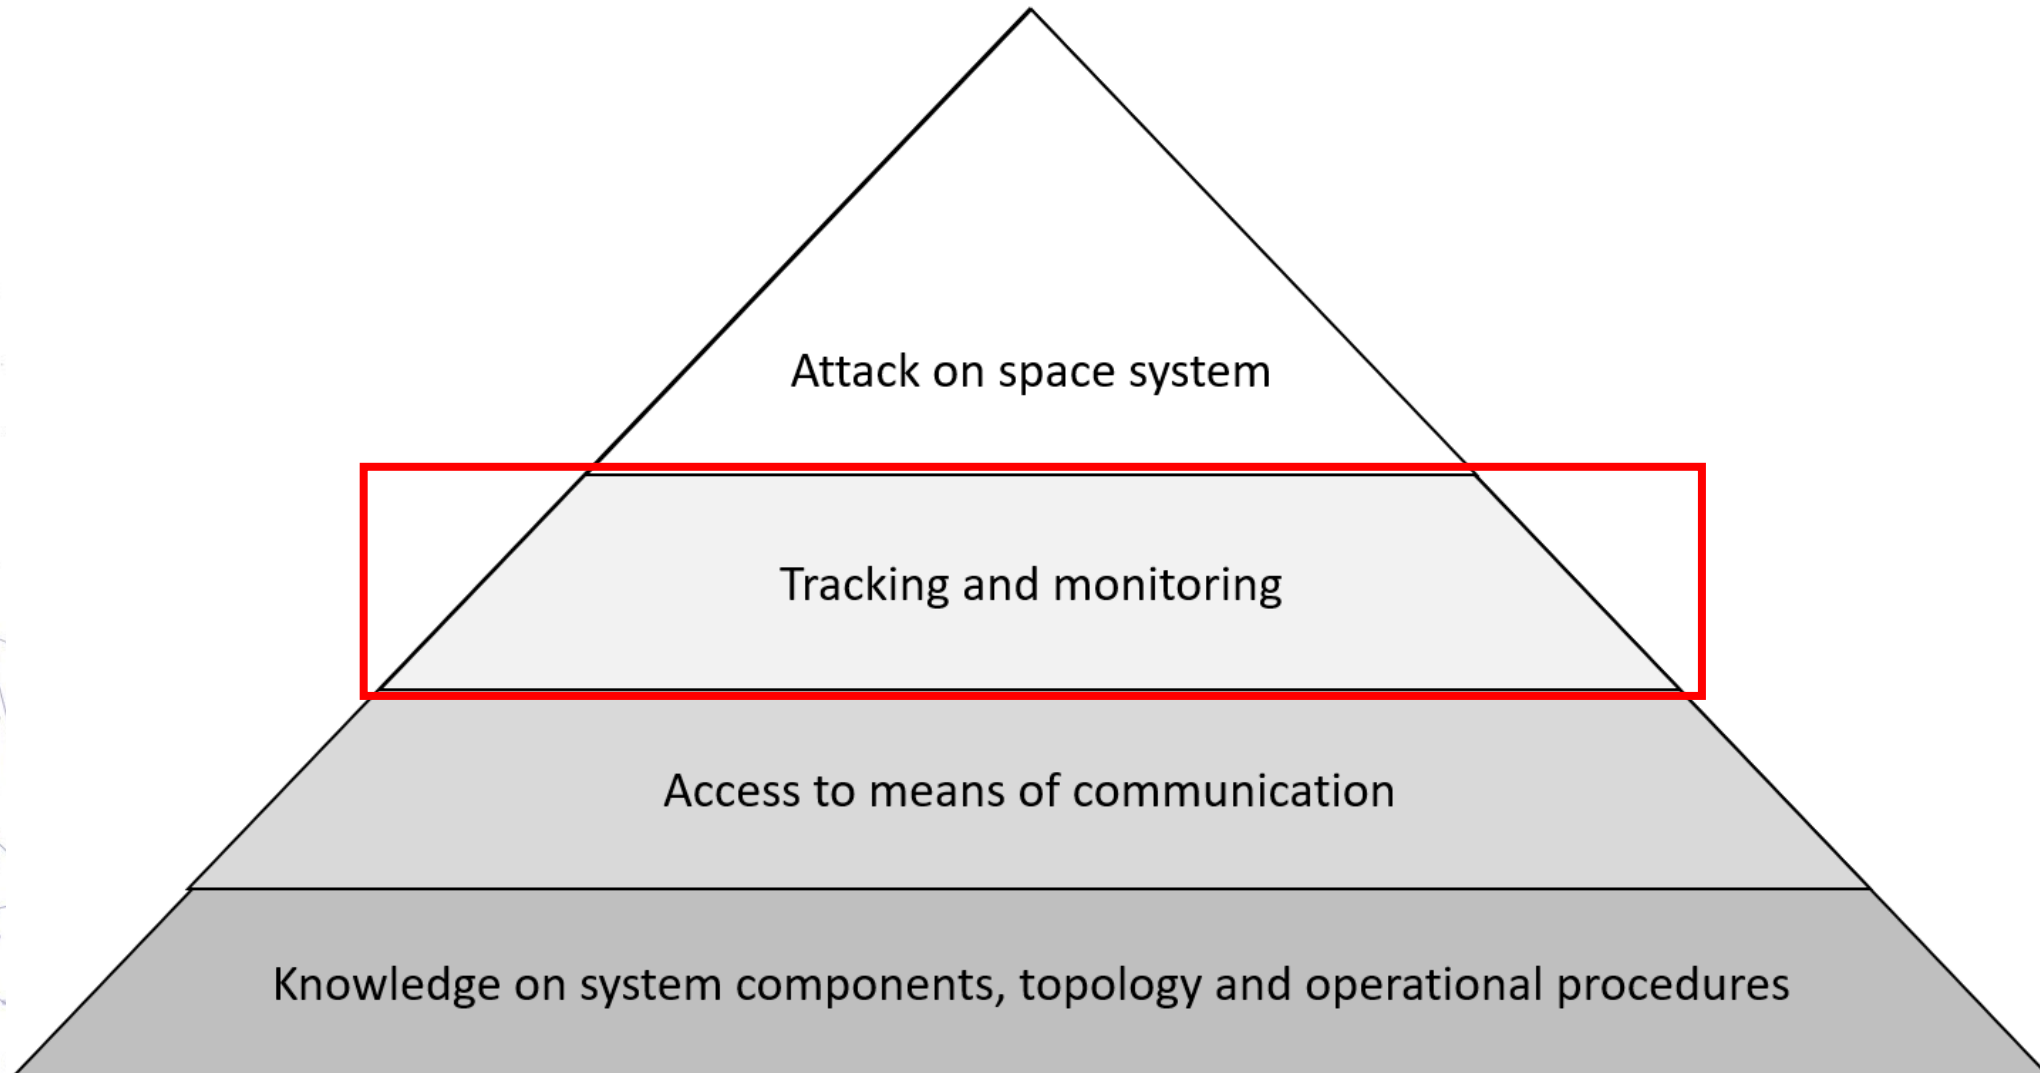 Attack on space system
Tracking and monitoring
Access to means of communication
Knowledge on system components, topology and operational procedures